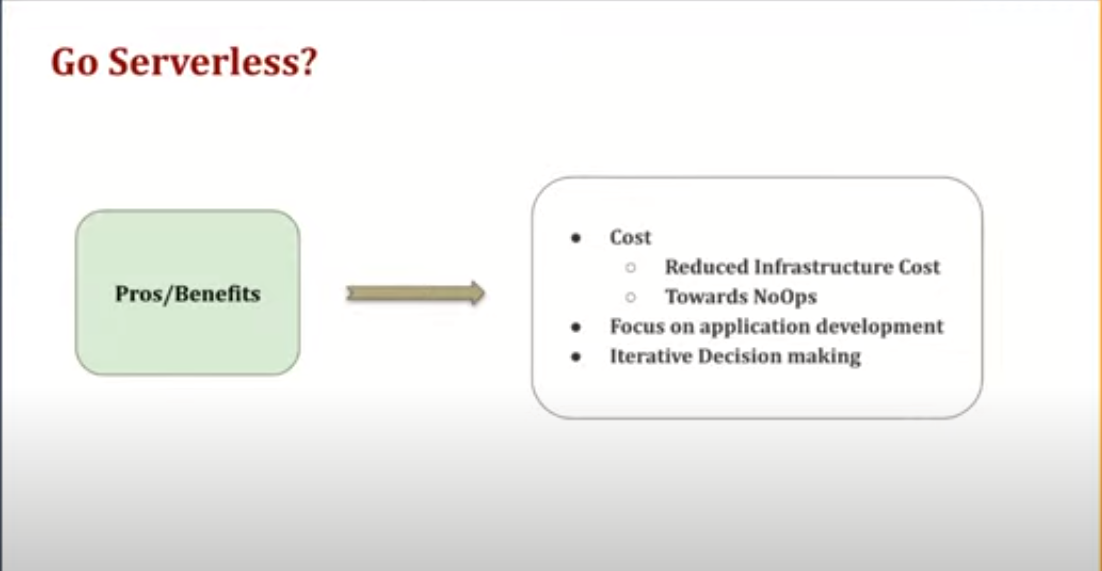 Go Serverless?
Pros/Benefits
● Cost
○ Reduced Infrastructure Cost
○ Towards NoOps
● Focus on application development
● Iterative Decision making